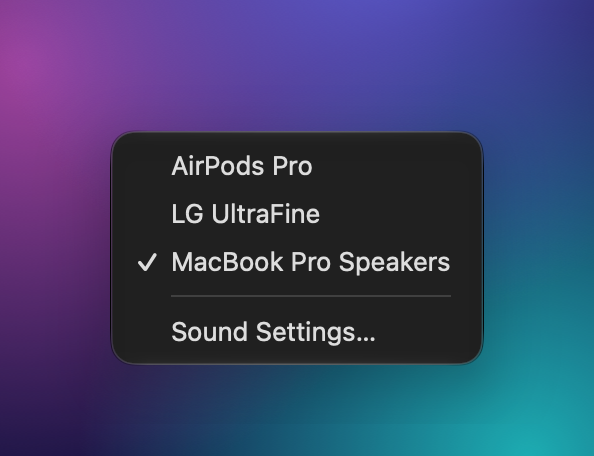 AirPods Pro
LG UltraFine
✓ MacBook Pro Speakers
Sound Settings...